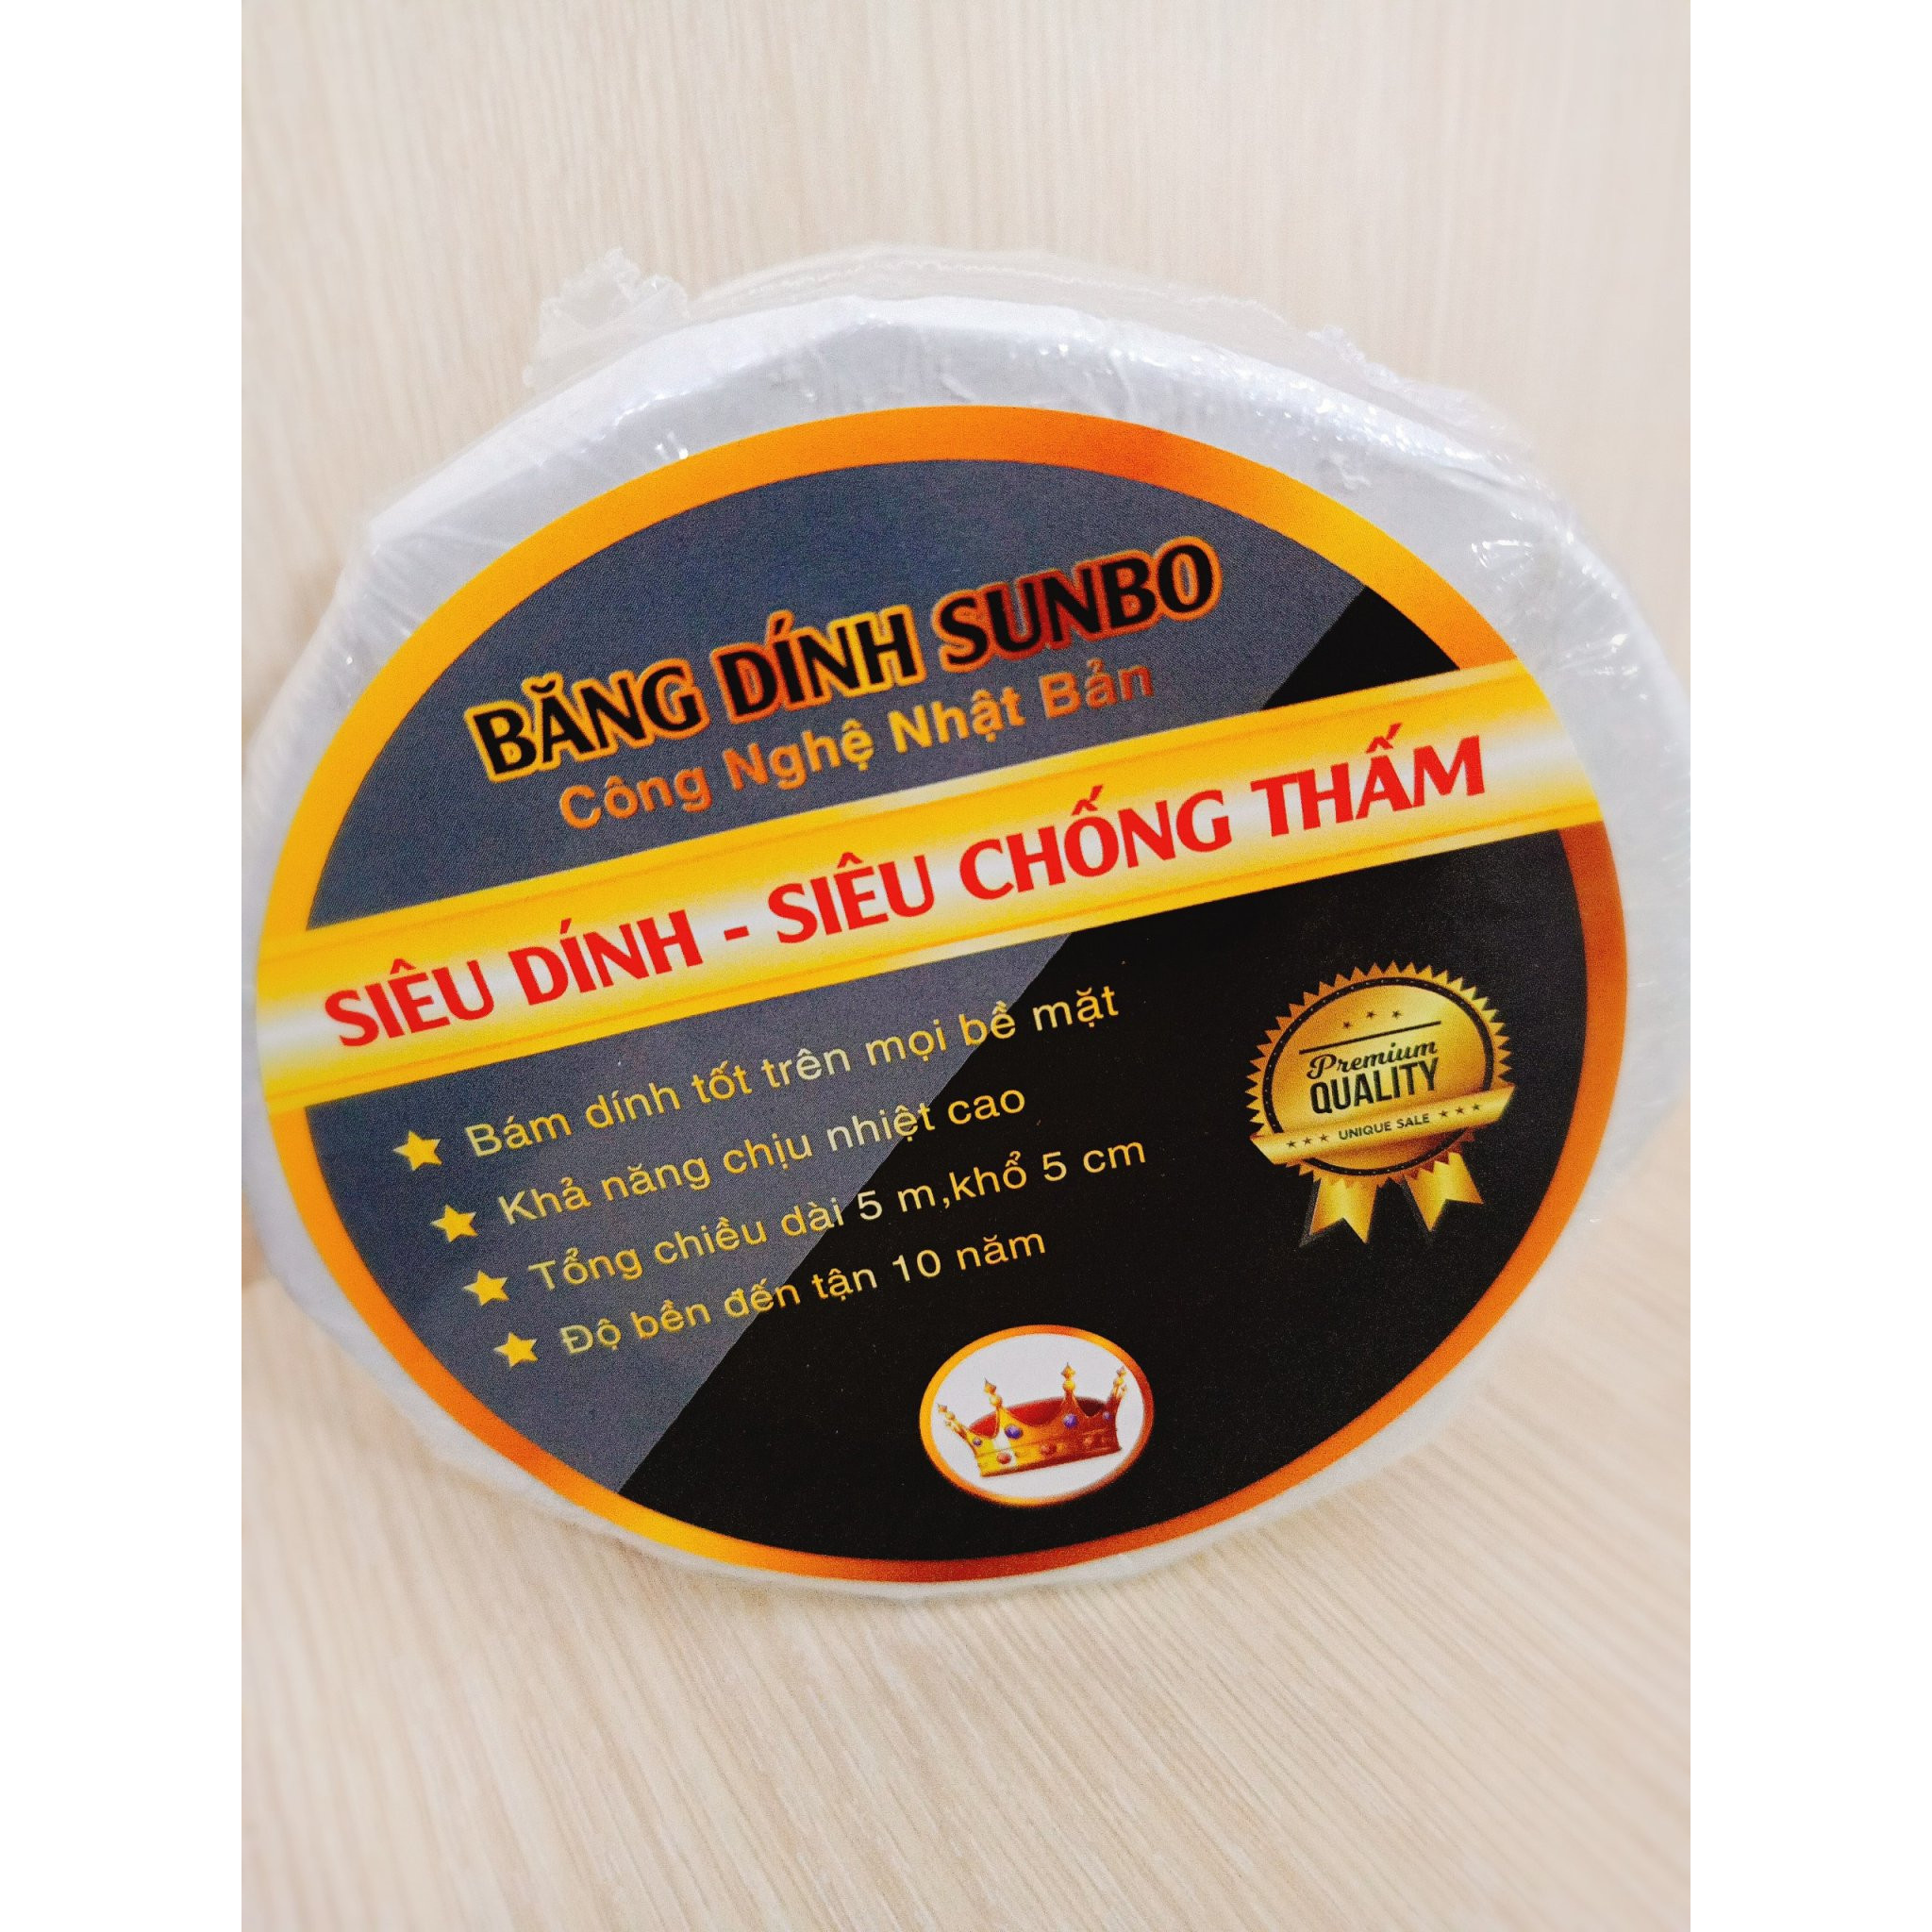 BĂNG DÍNH SUNBO
Công Nghệ Nhật Bản
SIÊU DÍNH - SIÊU CHỐNG THẤM
Bám dính tốt trên mọi bề mặt
Khả năng chịu nhiệt cao
Tổng chiều dài 5 m,khổ 5 cm
Độ bền đến tận 10 năm
Premium
QUALITY
UNIQUE SALE